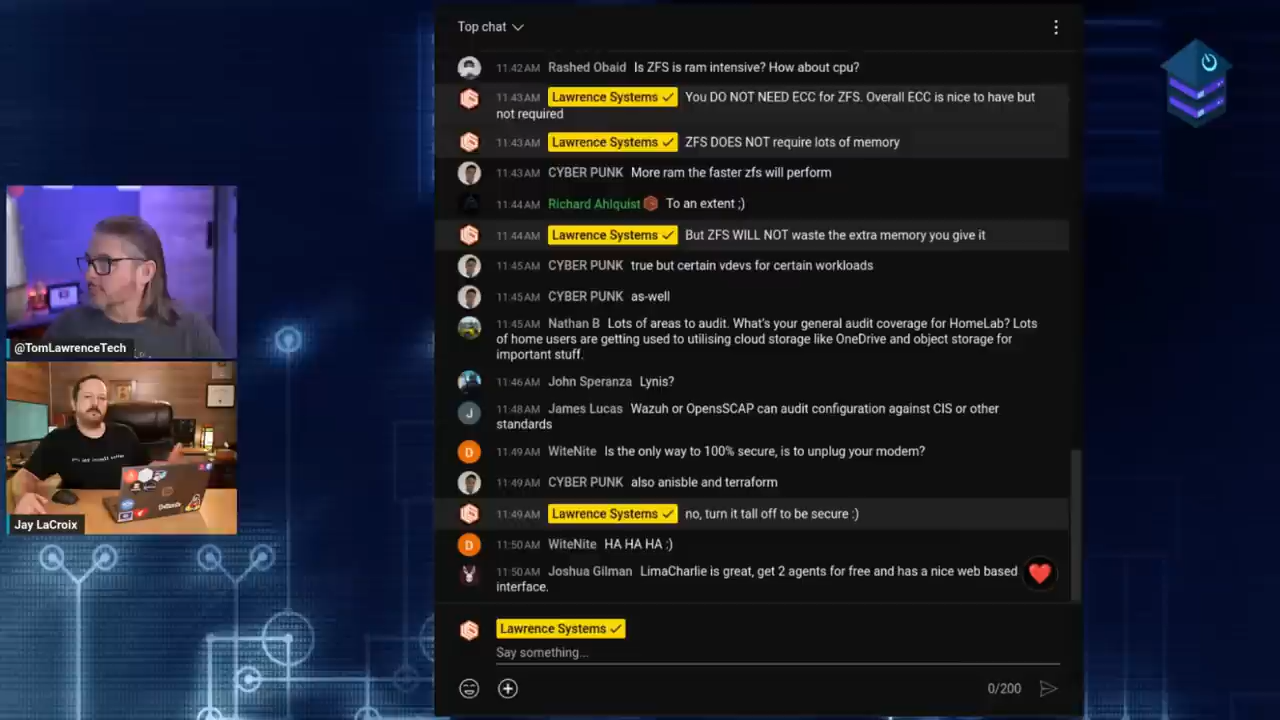 Top chat
11:42 AM Rashed Obaid Is ZFS is ram intensive? How about cpu?
11:43 AM Lawrence Systems You DO NOT NEED ECC for ZFS. Overall ECC is nice to have but
not required
11:43 AM Lawrence Systems ZFS DOES NOT require lots of memory
11:43 AM CYBER PUNK More ram the faster zfs will perform
11:44 AM Richard Ahlquist To an extent ;)
11:44 AM Lawrence Systems But ZFS WILL NOT waste the extra memory you give it
11:45 AM CYBER PUNK true but certain vdevs for certain workloads
11:45 AM CYBER PUNK as-well
11:45 AM Nathan B Lots of areas to audit. What's your general audit coverage for HomeLab? Lots
of home users are getting used to utilising cloud storage like OneDrive and object storage for
important stuff.
11:46 AM John Speranza Lynis?
J 11:48 AM James Lucas Wazuh or OpensSCAP can audit configuration against CIS or other
standards
D 11:49 AM WiteNite Is the only way to 100% secure, is to unplug your modem?
11:49 AM CYBER PUNK also anisble and terraform
11:49 AM Lawrence Systems no, turn it tall off to be secure :)
D 11:50 AM WiteNite HA HA HA :)
11:50 AM Joshua Gilman LimaCharlie is great, get 2 agents for free and has a nice web based
interface.
Lawrence Systems
Say something...
0/200
@TomLawrenceTech
Jay LaCroix